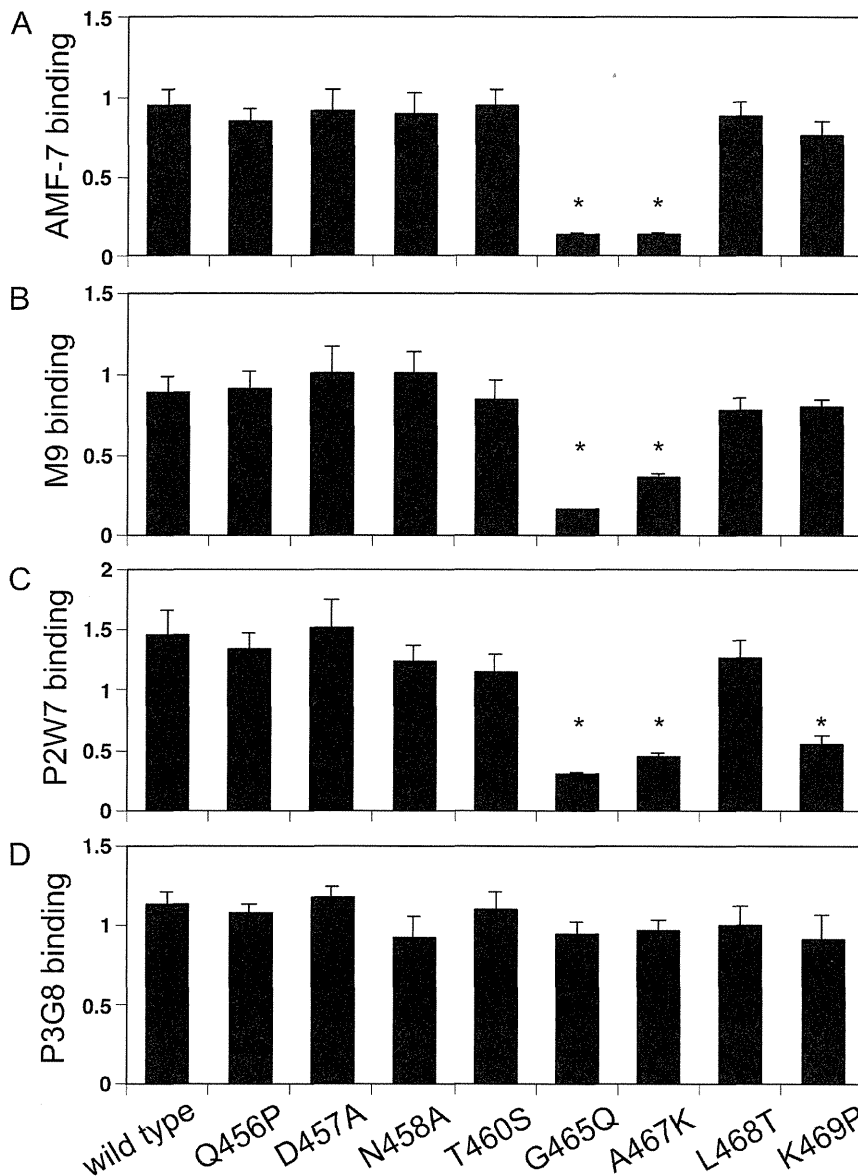 A
AMF-7 binding
1.5
1
0.5
0
* *
B
M9 binding
1.5
1
0.5
0
* *
C
P2W7 binding
2
1.5
1
0.5
0
* * *
D
P3G8 binding
1.5
1
0.5
0
wild type
Q456P
D457A
N458A
T460S
G465Q
A467K
L468T
K469P